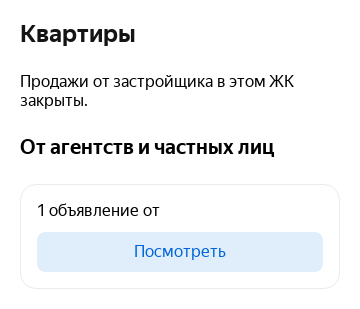 Квартиры
Продажи от застройщика в этом ЖК
закрыты.
От агентств и частных лиц
1 объявление от
Посмотреть